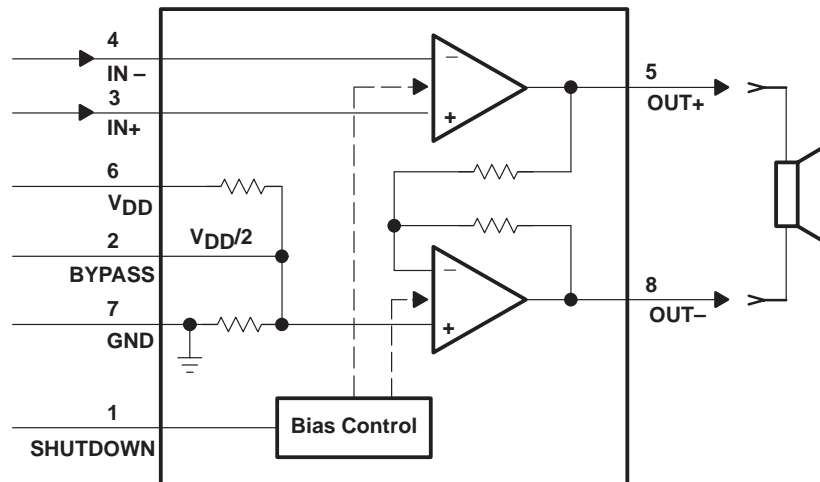 4
IN –
3
IN+
6
VDD
2
BYPASS
VDD/2
7
GND
1
SHUTDOWN
Bias Control
–
+
–
+
5
OUT+
8
OUT–